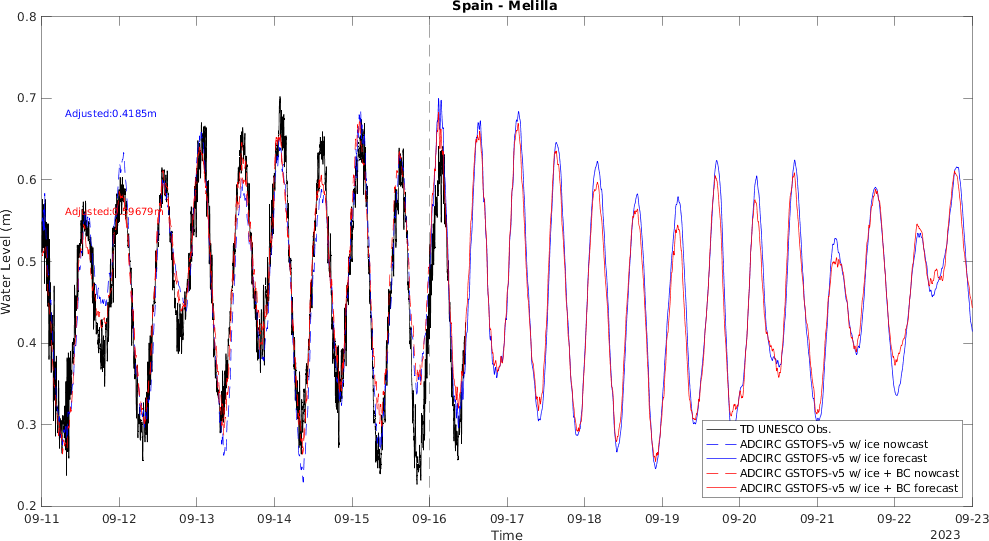 Spain - Melilla
Water Level (m)
0.8
0.7
0.6
0.5
0.4
0.3
0.2
Adjusted:0.4185m
TD UNESCO Obs.
ADCIRC GSTOFS-v5 w/ ice nowcast
ADCIRC GSTOFS-v5 w/ ice forecast
ADCIRC GSTOFS-v5 w/ ice + BC nowcast
ADCIRC GSTOFS-v5 w/ ice + BC forecast
09-11 09-12 09-13 09-14 09-15 09-16 09-17 09-18 09-19 09-20 09-21 09-22 09-23
Time
2023